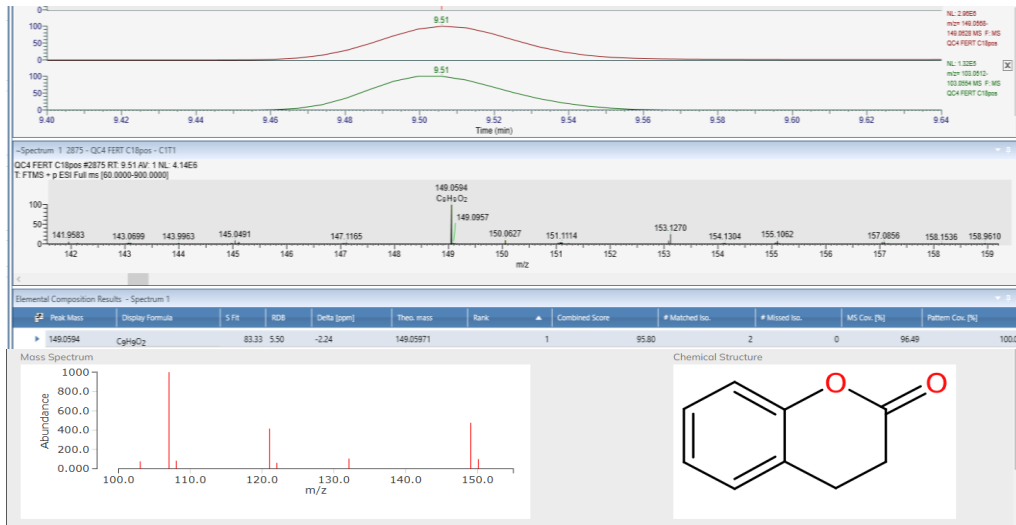 0
9.51
NL: 2.96E5
m/z= 149.0568-
149.0628 MS F: MS
QC4 FERT C18pos
100
50
0
9.51
NL: 1.32E5
m/z= 103.0512-
103.0554 MS F: MS
QC4 FERT C18pos
X
100
50
0
9.40 9.42 9.44 9.46 9.48 9.50 9.52 9.54 9.56 9.58 9.60 9.62 9.64
Time (min)
Spectrum 1 2875 - QC4 FERT C18pos - C1T1
QC4 FERT C18pos #2875 RT: 9.51 AV: 1 NL: 4.14E6
T: FTMS + p ESI Full ms [60.0000-900.0000]
149.0594
C₉H₉O₂
100
50
0
141.9583 143.0699 143.9963 145.0491 147.1165 149.0957 150.0627 151.1114 153.1270 154.1304 155.1062 157.0856 158.1536 158.9610
142 143 144 145 146 147 148 149 150 151 152 153 154 155 156 157 158 159
m/z
Elemental Composition Results - Spectrum 1
Peak Mass Display Formula S Fit RDB Delta [ppm] Theo. mass Rank Combined Score # Matched Iso. # Missed Iso. MS Cov. [%] Pattern Cov. [%]
149.0594 C₉H₉O₂ 83.33 5.50 -2.24 149.05971 1 95.80 2 0 96.49 100.0
Mass Spectrum
Chemical Structure
1000
800.0
600.0
400.0
200.0
0.000
Abundance
100.0 110.0 120.0 130.0 140.0 150.0
m/z
O
O